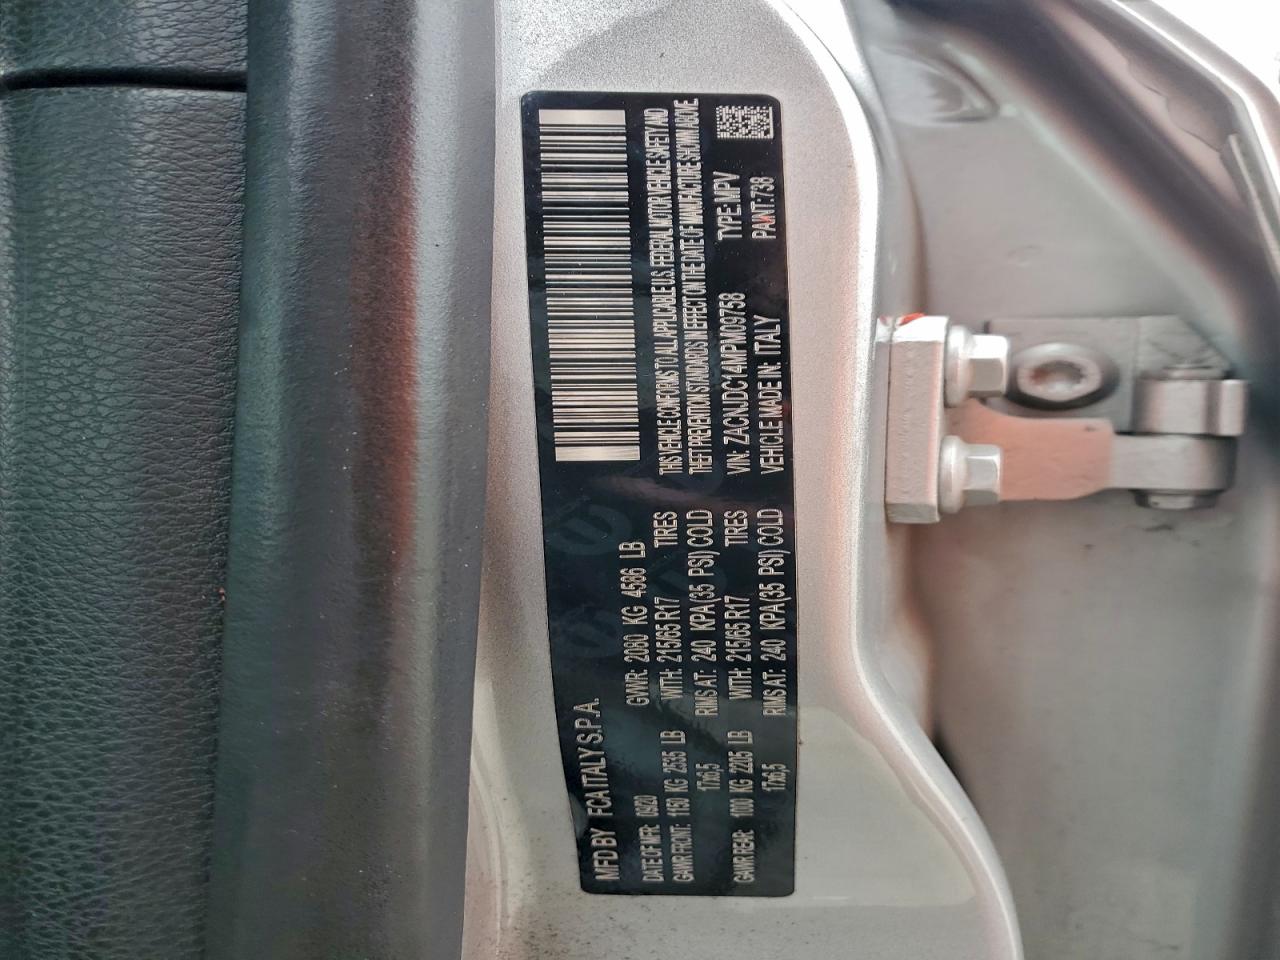 MFD BY FCA ITALY S.P.A.
DATE OF MFR: 09/20 GVWR: 2080 KG 4586 LB
GAWR FRONT: 1150 KG 2535 LB WITH: 215/65 R17 TIRES
17x6,5 RIMS AT: 240 KPA(35 PSI) COLD
GAWR REAR: 1000 KG 2205 LB WITH: 215/65 R17 TIRES
17x6,5 RIMS AT: 240 KPA(35 PSI) COLD
THIS VEHICLE CONFORMS TO ALL APPLICABLE U.S. FEDERAL MOTOR VEHICLE SAFETY AND
THEFT PREVENTION STANDARDS IN EFFECT ON THE DATE OF MANUFACTURE SHOWN ABOVE.
VIN: ZACNJDC14MPM09758 TYPE: MPV
VEHICLE MADE IN: ITALY PAINT: 738